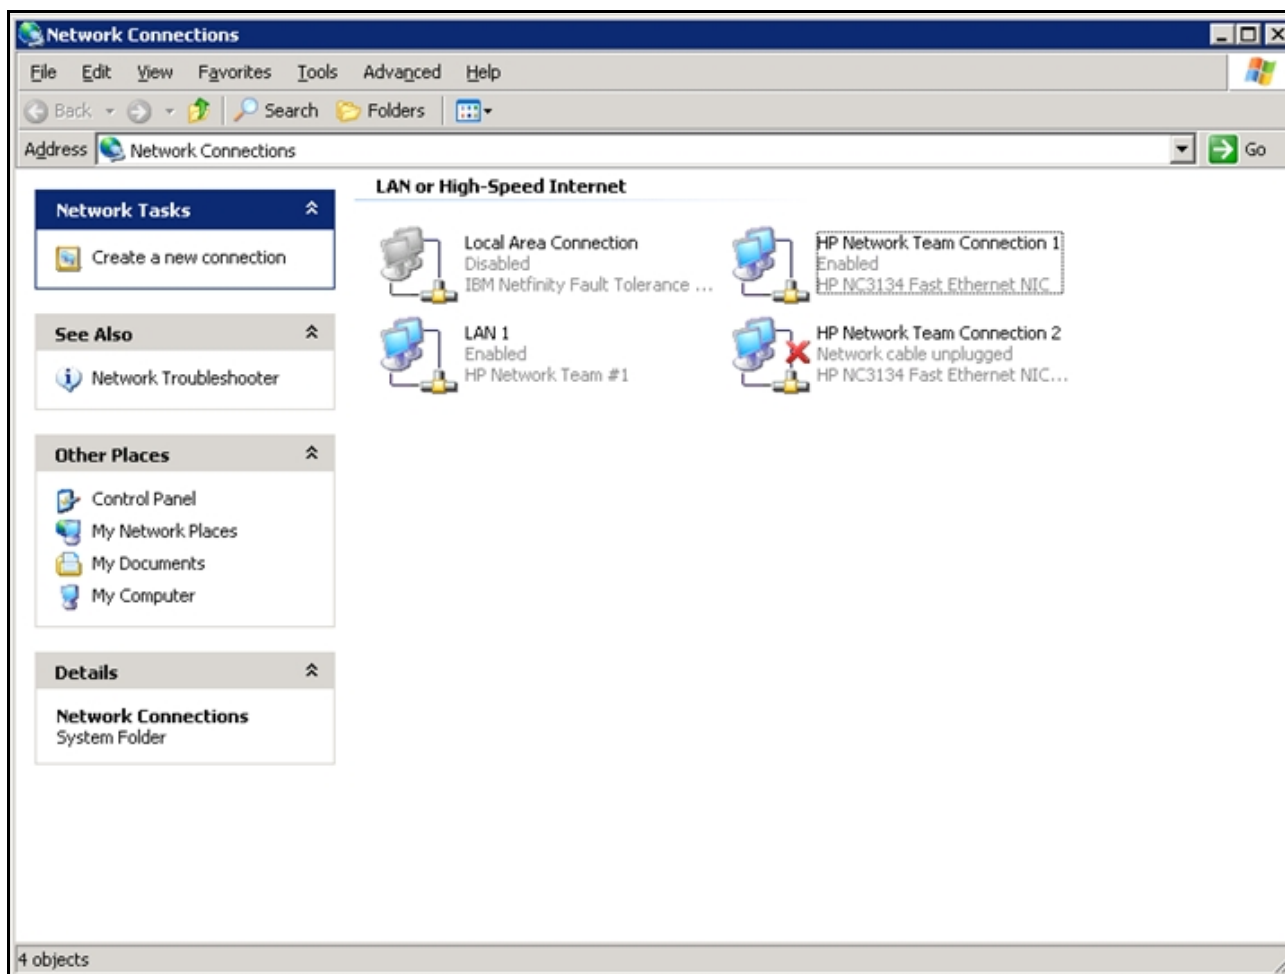 Network Connections
File Edit View Favorites Tools Advanced Help
Back Search Folders
Address Network Connections Go
Network Tasks
Create a new connection
See Also
Network Troubleshooter
Other Places
Control Panel
My Network Places
My Documents
My Computer
Details
Network Connections
System Folder
LAN or High-Speed Internet
Local Area Connection
Disabled
IBM Netfinity Fault Tolerance ...
HP Network Team Connection 1
Enabled
HP NC3134 Fast Ethernet NIC
LAN 1
Enabled
HP Network Team #1
HP Network Team Connection 2
Network cable unplugged
HP NC3134 Fast Ethernet NIC...
4 objects